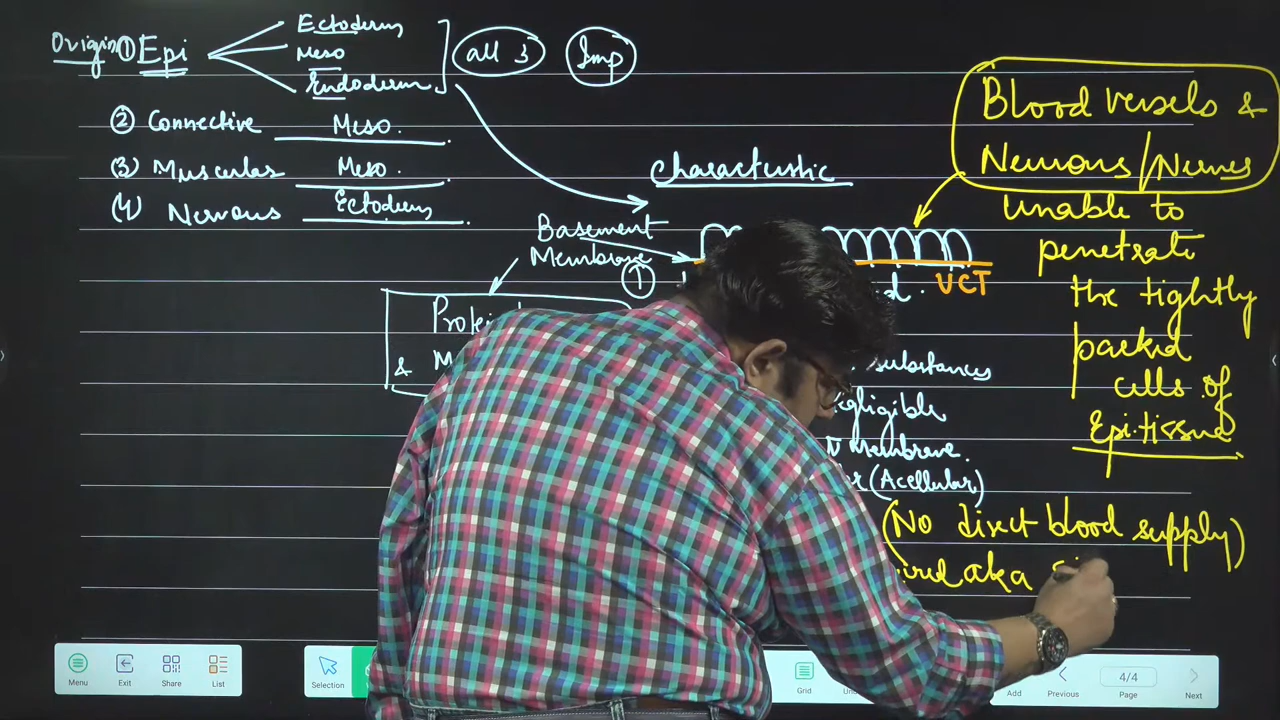 Origin ① Epi
Ectoderm
Meso
Endoderm
all 3
Imp
② Connective Meso.
(3) Muscular Meso.
(4) Nervous Ectoderm
Characteristic
Basement
Membrane
①
VCT
Blood vessels &
Neurons/Nerves
Unable to
penetrate
the tightly
packed
cells of
Epi.tissue
substances
Negligible
Membrane.
(Acellular)
(No direct blood supply)
aka
&
Menu
Exit
Share
List
Selection
Grid
Add
Previous
4/4
Page
Next